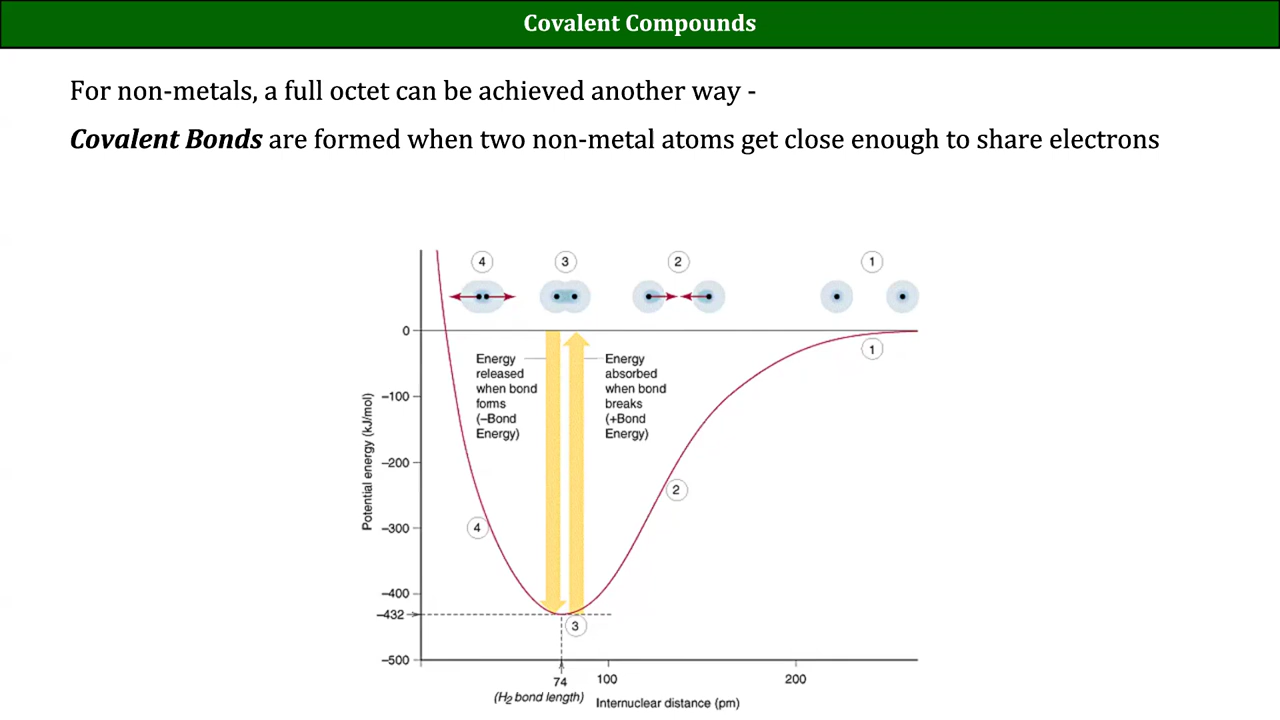 Covalent Compounds
For non-metals, a full octet can be achieved another way -
Covalent Bonds are formed when two non-metal atoms get close enough to share electrons
4
3
2
1
0
1
Energy
released
when bond
forms
(–Bond
Energy)
Energy
absorbed
when bond
breaks
(+Bond
Energy)
–100
–200
2
–300
4
–400
–432
3
–500
Potential energy (kJ/mol)
74
100
200
(H2 bond length)
Internuclear distance (pm)